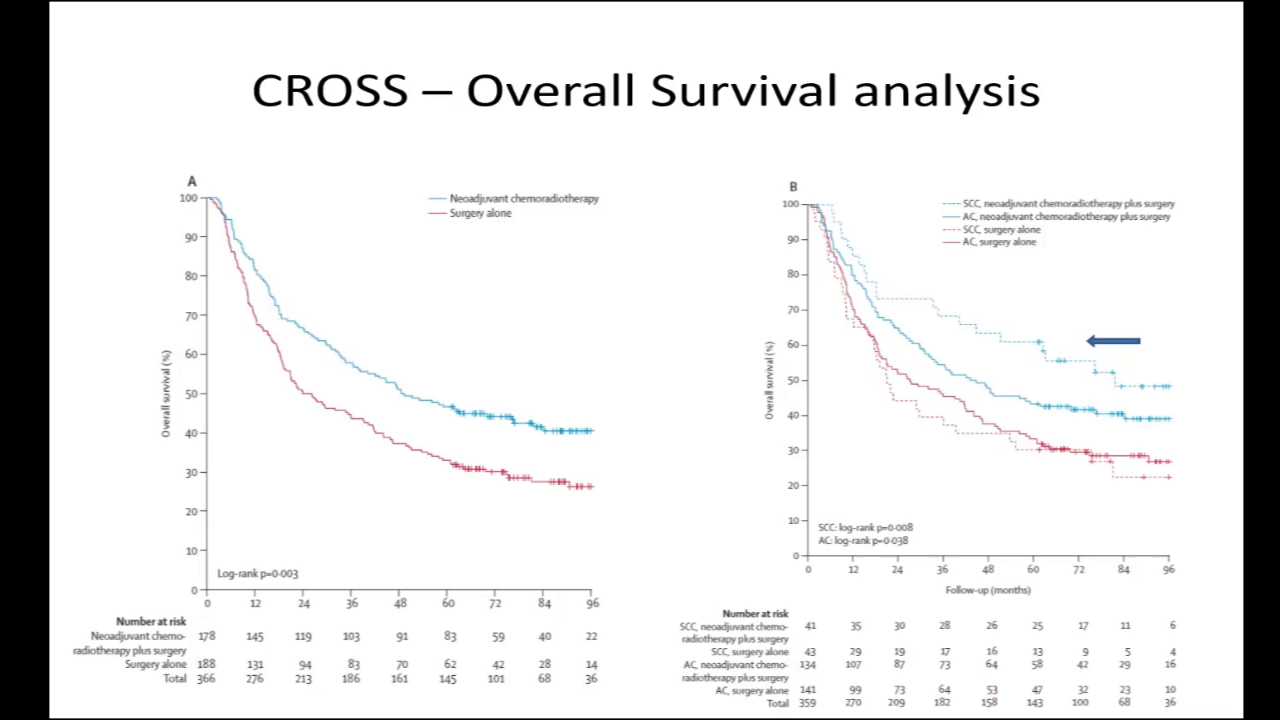 CROSS – Overall Survival analysis
A
Neoadjuvant chemoradiotherapy
Surgery alone
100
90
80
70
60
50
40
30
20
10
0
Overall survival (%)
Log-rank p=0·003
0 12 24 36 48 60 72 84 96
Number at risk
Neoadjuvant chemo- 178 145 119 103 91 83 59 40 22
radiotherapy plus surgery
Surgery alone 188 131 94 83 70 62 42 28 14
Total 366 276 213 186 161 145 101 68 36
B
SCC, neoadjuvant chemoradiotherapy plus surgery
AC, neoadjuvant chemoradiotherapy plus surgery
SCC, surgery alone
AC, surgery alone
100
90
80
70
60
50
40
30
20
10
0
Overall survival (%)
SCC: log-rank p=0·008
AC: log-rank p=0·038
0 12 24 36 48 60 72 84 96
Follow-up (months)
Number at risk
SCC, neoadjuvant chemo- 41 35 30 28 26 25 17 11 6
radiotherapy plus surgery
SCC, surgery alone 43 29 19 17 16 13 9 5 4
AC, neoadjuvant chemo- 134 107 87 73 64 58 42 29 16
radiotherapy plus surgery
AC, surgery alone 141 99 73 64 53 47 32 23 10
Total 359 270 209 182 158 143 100 68 36